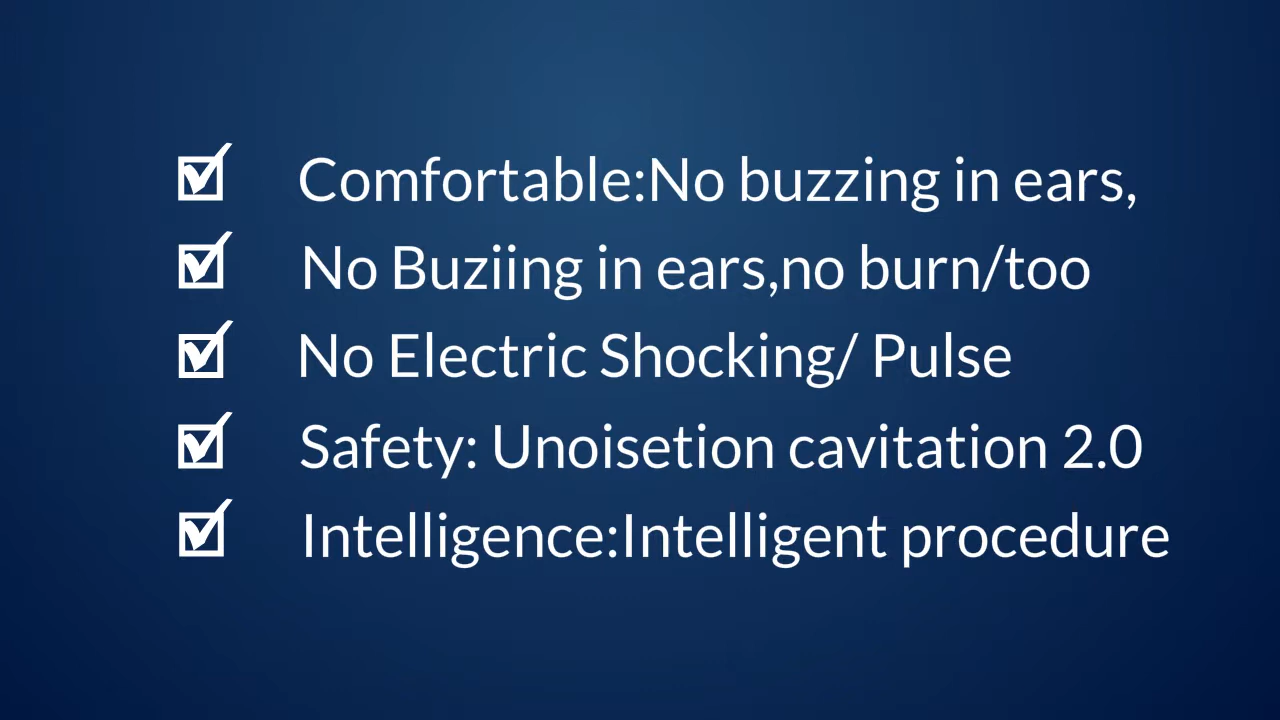 Comfortable:No buzzing in ears,
No Buziing in ears,no burn/too
No Electric Shocking/ Pulse
Safety: Unoisetion cavitation 2.0
Intelligence:Intelligent procedure